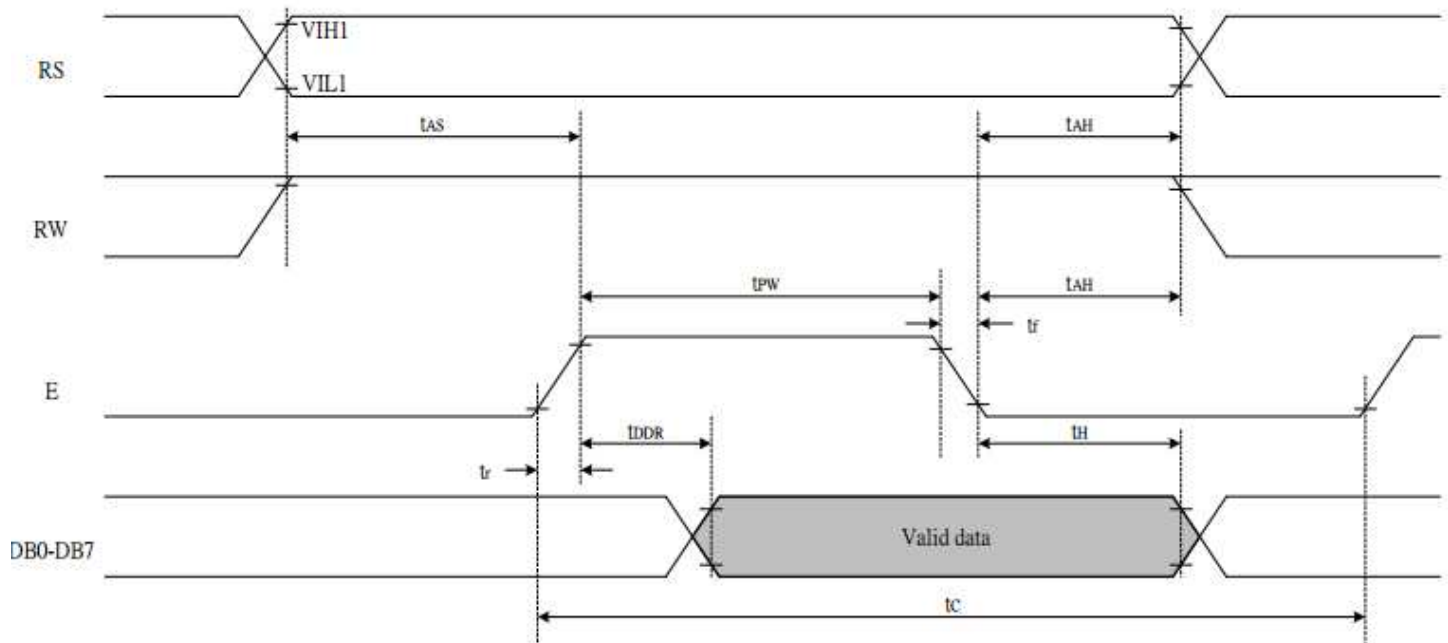 VIH1
RS
VIL1
tAS
tAH
RW
tPW
tAH
tf
E
tDDR
tH
tr
DB0-DB7
Valid data
tC